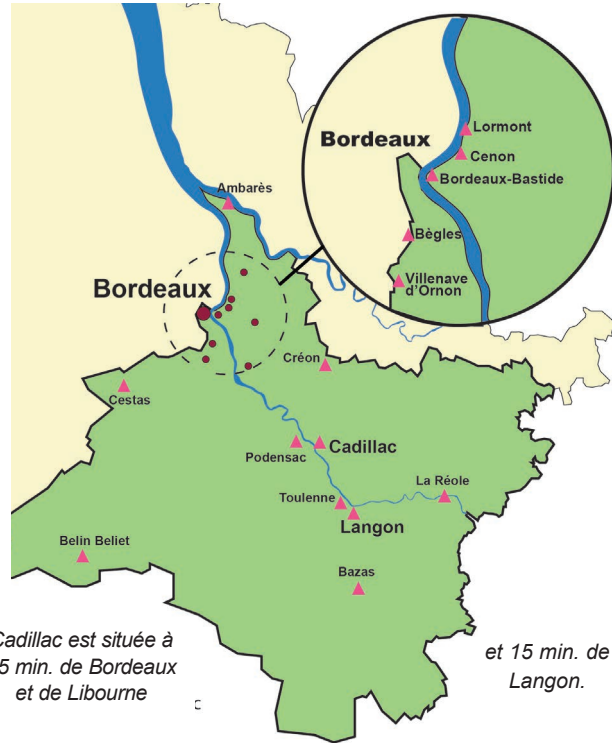 Bordeaux
Lormont
Cenon
Bordeaux-Bastide
Bègles
Villenave
d'Ornon
Ambarès
Bordeaux
Créon
Cestas
Podensac
Cadillac
La Réole
Toulenne
Langon
Belin Beliet
Bazas
Cadillac est située à
5 min. de Bordeaux
et de Libourne
et 15 min. de
Langon.